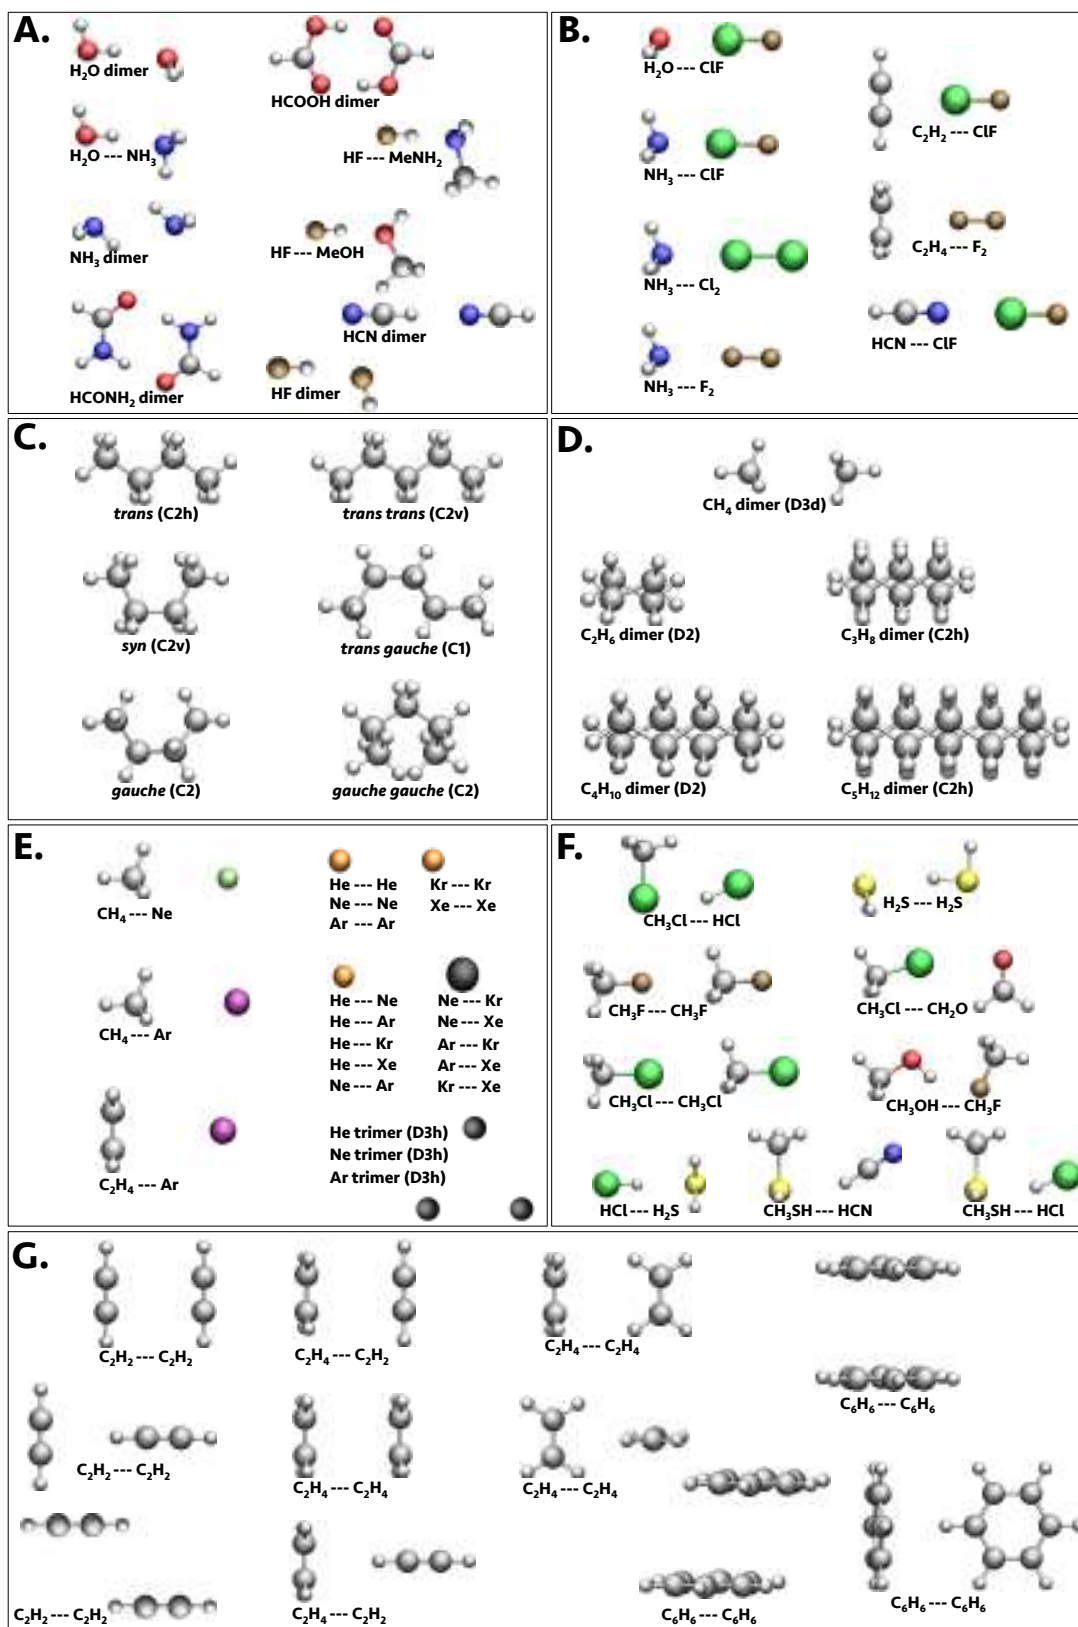 A.
H₂O dimer
HCOOH dimer
H₂O --- NH₃
HF --- MeNH₂
NH₃ dimer
HF --- MeOH
HCN dimer
HCONH₂ dimer
HF dimer
B.
H₂O --- ClF
C₂H₂ --- ClF
NH₃ --- ClF
C₂H₄ --- F₂
NH₃ --- Cl₂
HCN --- ClF
NH₃ --- F₂
C.
trans (C2h)
trans trans (C2v)
syn (C2v)
trans gauche (C1)
gauche (C2)
gauche gauche (C2)
D.
CH₄ dimer (D3d)
C₂H₆ dimer (D2)
C₃H₈ dimer (C2h)
C₄H₁₀ dimer (D2)
C₅H₁₂ dimer (C2h)
E.
CH₄ --- Ne
CH₄ --- Ar
C₂H₄ --- Ar
He --- He
Ne --- Ne
Ar --- Ar
Kr --- Kr
Xe --- Xe
He --- Ne
He --- Ar
He --- Kr
He --- Xe
Ne --- Ar
Ne --- Kr
Ne --- Xe
Ar --- Kr
Ar --- Xe
Kr --- Xe
He trimer (D3h)
Ne trimer (D3h)
Ar trimer (D3h)
F.
CH₃Cl --- HCl
H₂S --- H₂S
CH₃F --- CH₃F
CH₃Cl --- CH₂O
CH₃Cl --- CH₃Cl
CH₃OH --- CH₃F
HCl --- H₂S
CH₃SH --- HCN
CH₃SH --- HCl
G.
C₂H₂ --- C₂H₂
C₂H₄ --- C₂H₂
C₂H₄ --- C₂H₄
C₆H₆ --- C₆H₆
C₂H₂ --- C₂H₂
C₂H₄ --- C₂H₄
C₂H₄ --- C₂H₄
C₂H₂ --- C₂H₂
C₂H₄ --- C₂H₂
C₆H₆ --- C₆H₆
C₆H₆ --- C₆H₆